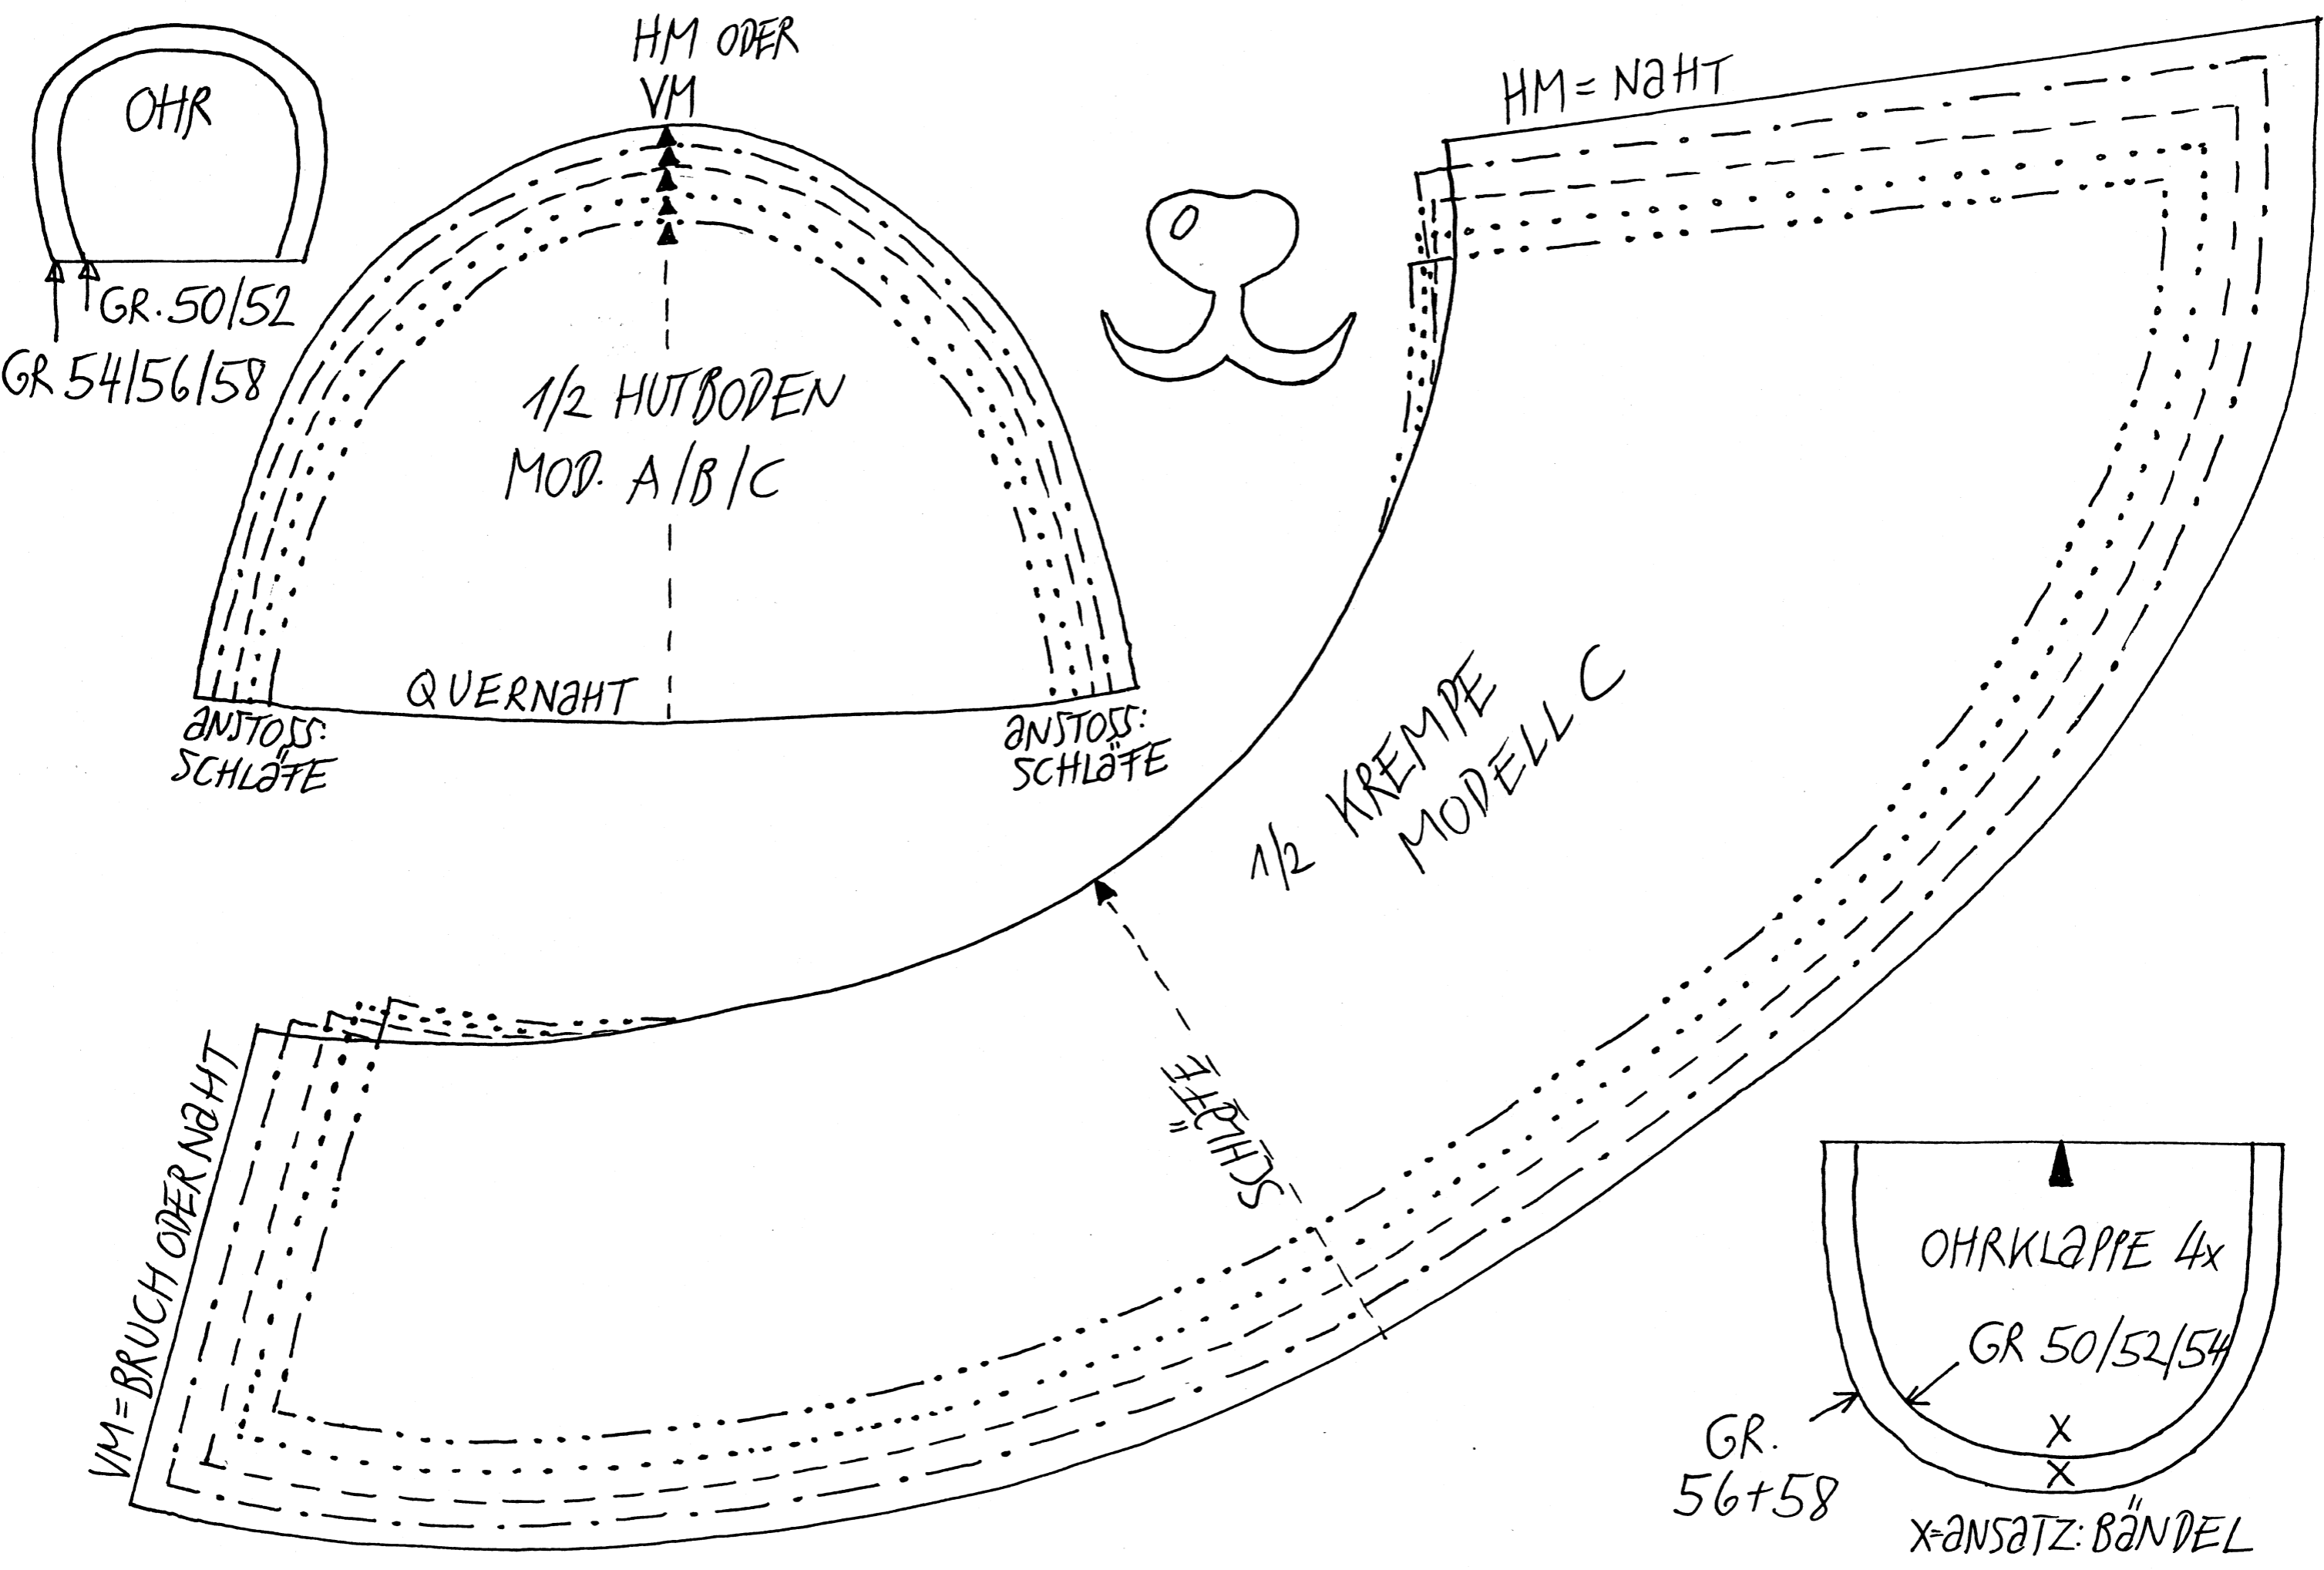 OHR
GR. 50/52
GR 54/56/58
HM ODER
VM
1/2 HUTBODEN
MOD. A/B/C
QUERNaHT
aNSTOSS:
SCHLäFE
aNSTOSS:
SCHLäFE
HM = NaHT
1/2 KREMPE
MODELL C
SCHLäFE
VM = BRUCH ODER NaHT
OHRKLaPPE 4x
GR 50/52/54
GR.
56+58
X
X
X=aNSaTZ: BäNDEL